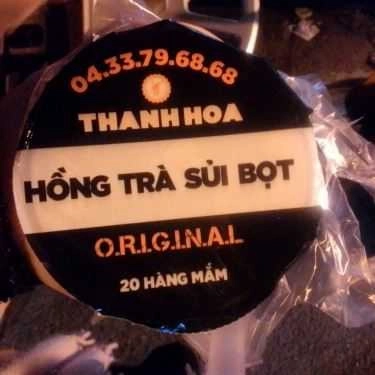 04.33.79.68.68
THANH HOA
HỒNG TRÀ SỦI BỌT
O.R.I.G.I.N.A.L
20 HÀNG MẮM